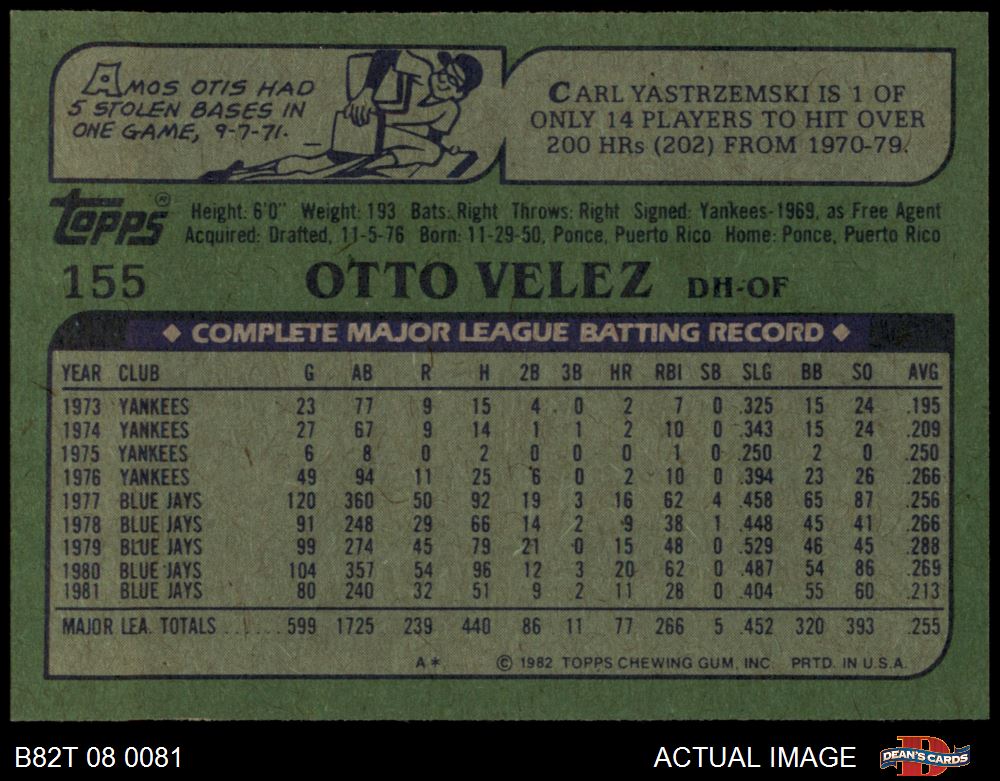 AMOS OTIS HAD
5 STOLEN BASES IN
ONE GAME, 9-7-71.
CARL YASTRZEMSKI IS 1 OF
ONLY 14 PLAYERS TO HIT OVER
200 HRs (202) FROM 1970-79.
Topps®
Height: 6'0" Weight: 193 Bats: Right Throws: Right Signed: Yankees-1969, as Free Agent
Acquired: Drafted, 11-5-76 Born: 11-29-50, Ponce, Puerto Rico Home: Ponce, Puerto Rico
155 OTTO VELEZ DH-OF
◆ COMPLETE MAJOR LEAGUE BATTING RECORD ◆
YEAR CLUB G AB R H 2B 3B HR RBI SB SLG BB SO AVG
1973 YANKEES 23 77 9 15 4 0 2 7 0 .325 15 24 .195
1974 YANKEES 27 67 9 14 1 1 2 10 0 .343 15 24 .209
1975 YANKEES 6 8 0 2 0 0 0 1 0 .250 2 0 .250
1976 YANKEES 49 94 11 25 6 0 2 10 0 .394 23 26 .266
1977 BLUE JAYS 120 360 50 92 19 3 16 62 4 .458 65 87 .256
1978 BLUE JAYS 91 248 29 66 14 2 9 38 1 .448 45 41 .266
1979 BLUE JAYS 99 274 45 79 21 0 15 48 0 .529 46 45 .288
1980 BLUE JAYS 104 357 54 96 12 3 20 62 0 .487 54 86 .269
1981 BLUE JAYS 80 240 32 51 9 2 11 28 0 .404 55 60 .213
MAJOR LEA. TOTALS ...... 599 1725 239 440 86 11 77 266 5 .452 320 393 .255
A* © 1982 TOPPS CHEWING GUM, INC. PRTD. IN U.S.A.
B82T 08 0081 ACTUAL IMAGE D DEAN'S CARDS